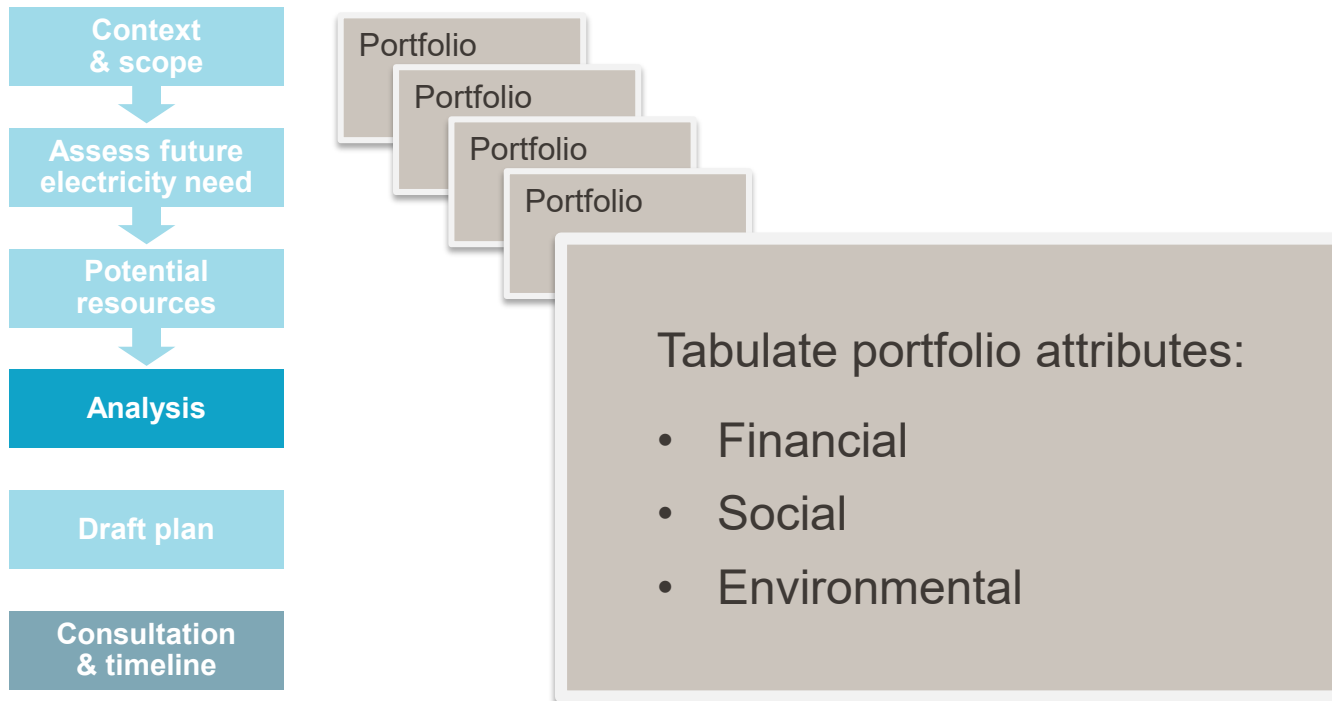 Context
& scope
Assess future
electricity need
Potential
resources
Analysis
Draft plan
Consultation
& timeline
Portfolio
Portfolio
Portfolio
Portfolio
Tabulate portfolio attributes:
• Financial
• Social
• Environmental